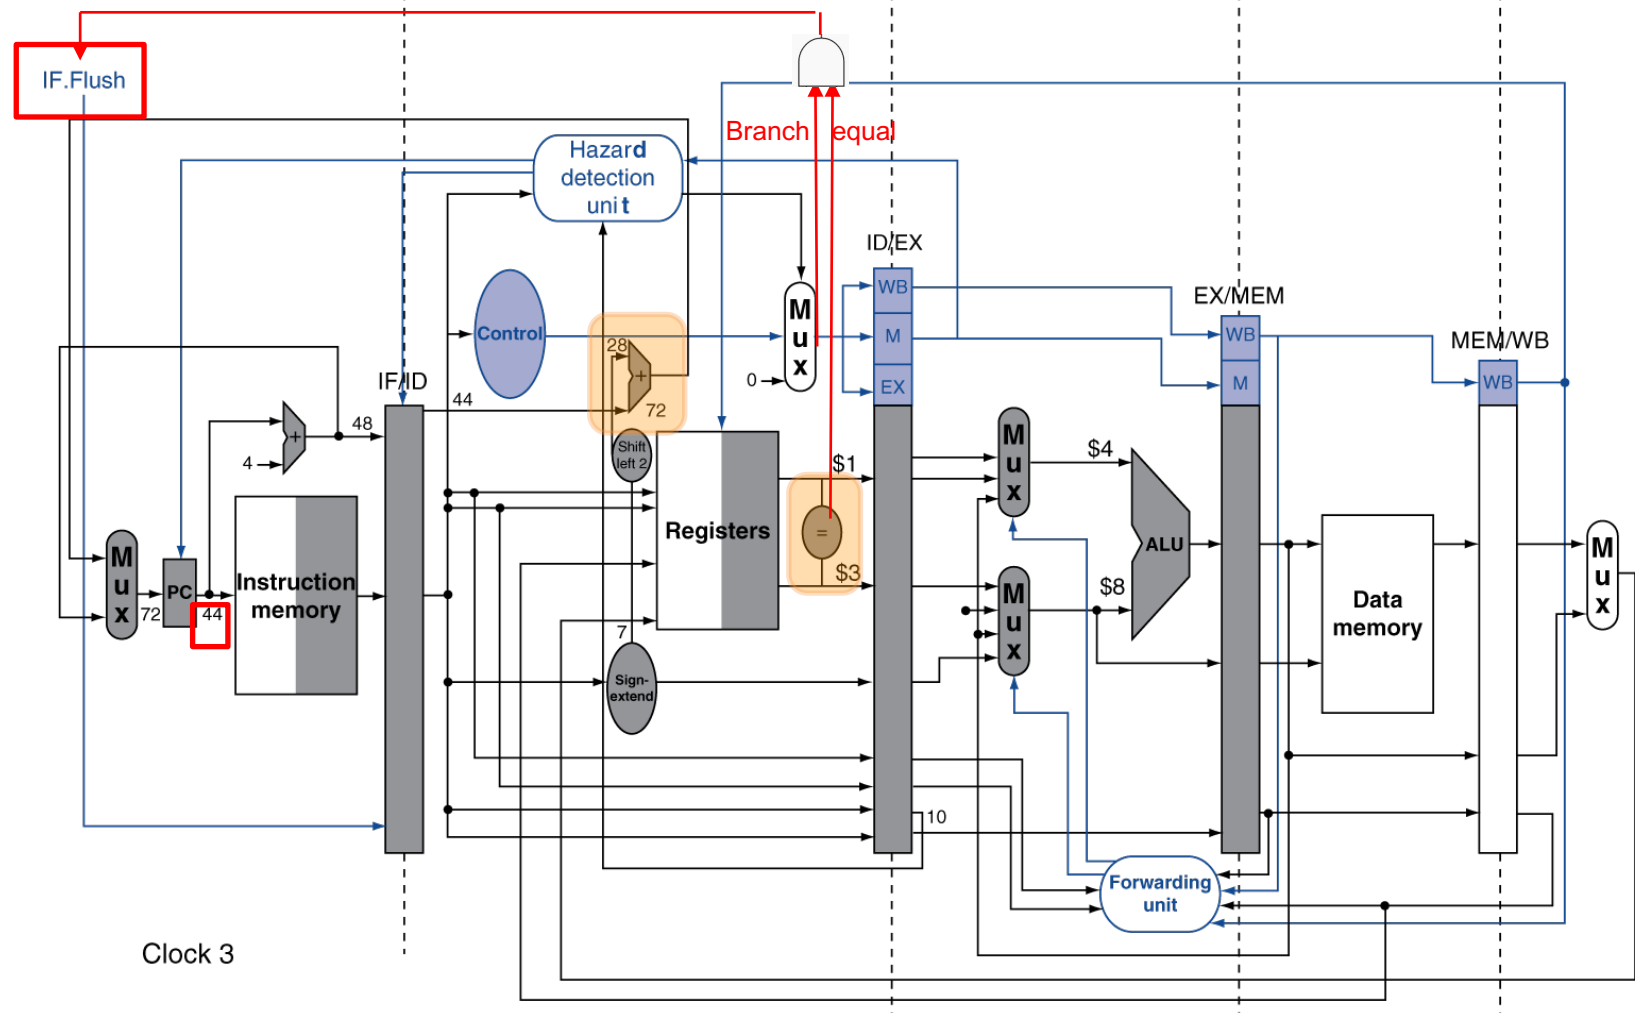 IF.Flush
Branch
equal
Hazard
detection
unit
ID/EX
WB
EX/MEM
Control
M
u
x
M
WB
MEM/WB
28
IF/ID
0
EX
M
WB
44
72
48
4
+
+
Shift
left 2
$1
M
u
x
$4
Registers
=
ALU
$3
$8
M
u
x
72
PC
44
Instruction
memory
M
u
x
Data
memory
M
u
x
7
Sign-
extend
10
Forwarding
unit
Clock 3